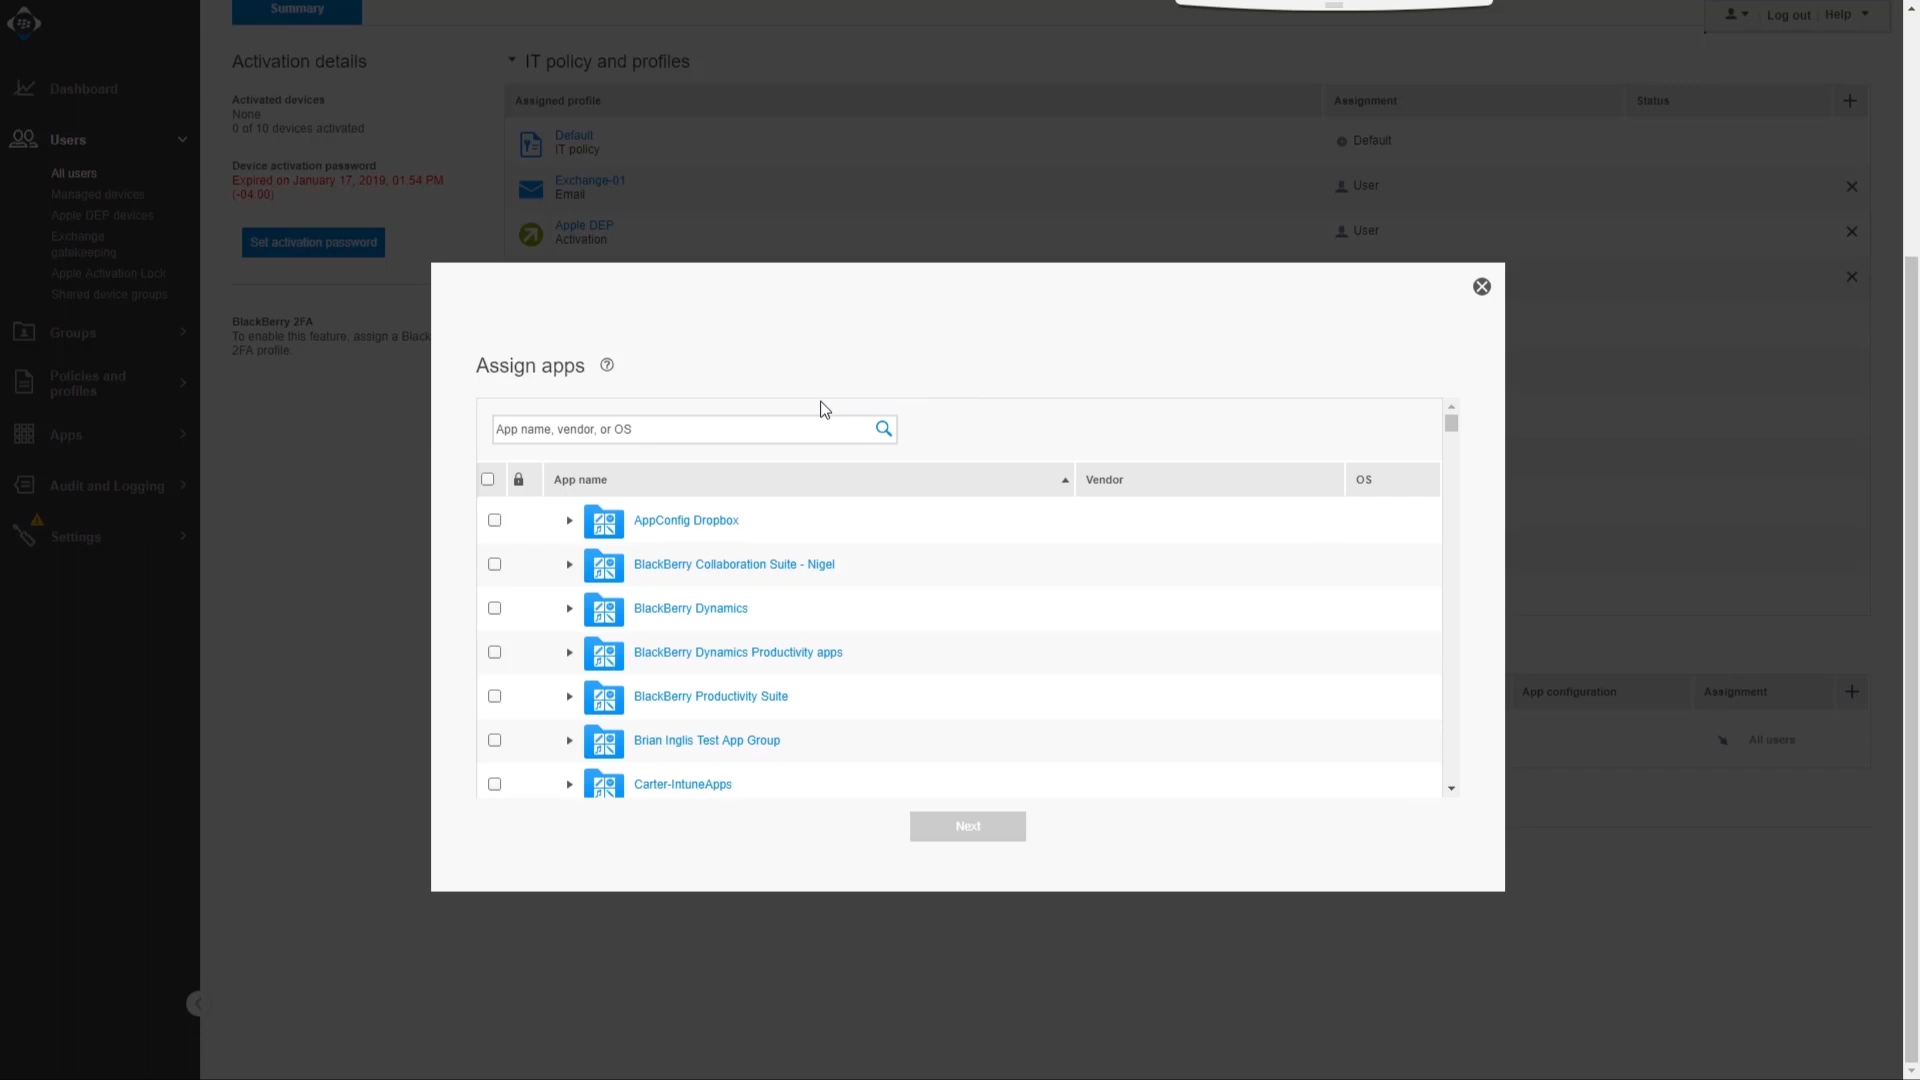 Summary
Log out
Help
Dashboard
Users
All users
Managed devices
Apple DEP devices
Exchange
gatekeeping
Apple Activation Lock
Shared device groups
Groups
Policies and
profiles
Apps
Audit and Logging
Settings
Activation details
Activated devices
None
0 of 10 devices activated
Device activation password
Expired on January 17, 2019, 01:54 PM
(-04:00)
Set activation password
BlackBerry 2FA
To enable this feature, assign a Black
2FA profile.
IT policy and profiles
Assigned profile Assignment Status
Default
IT policy
Default
Exchange-01
Email
User
Apple DEP
Activation
User
Assign apps
App name, vendor, or OS
App name Vendor OS
AppConfig Dropbox
BlackBerry Collaboration Suite - Nigel
BlackBerry Dynamics
BlackBerry Dynamics Productivity apps
BlackBerry Productivity Suite
Brian Inglis Test App Group
Carter-IntuneApps
Next
App configuration Assignment
All users